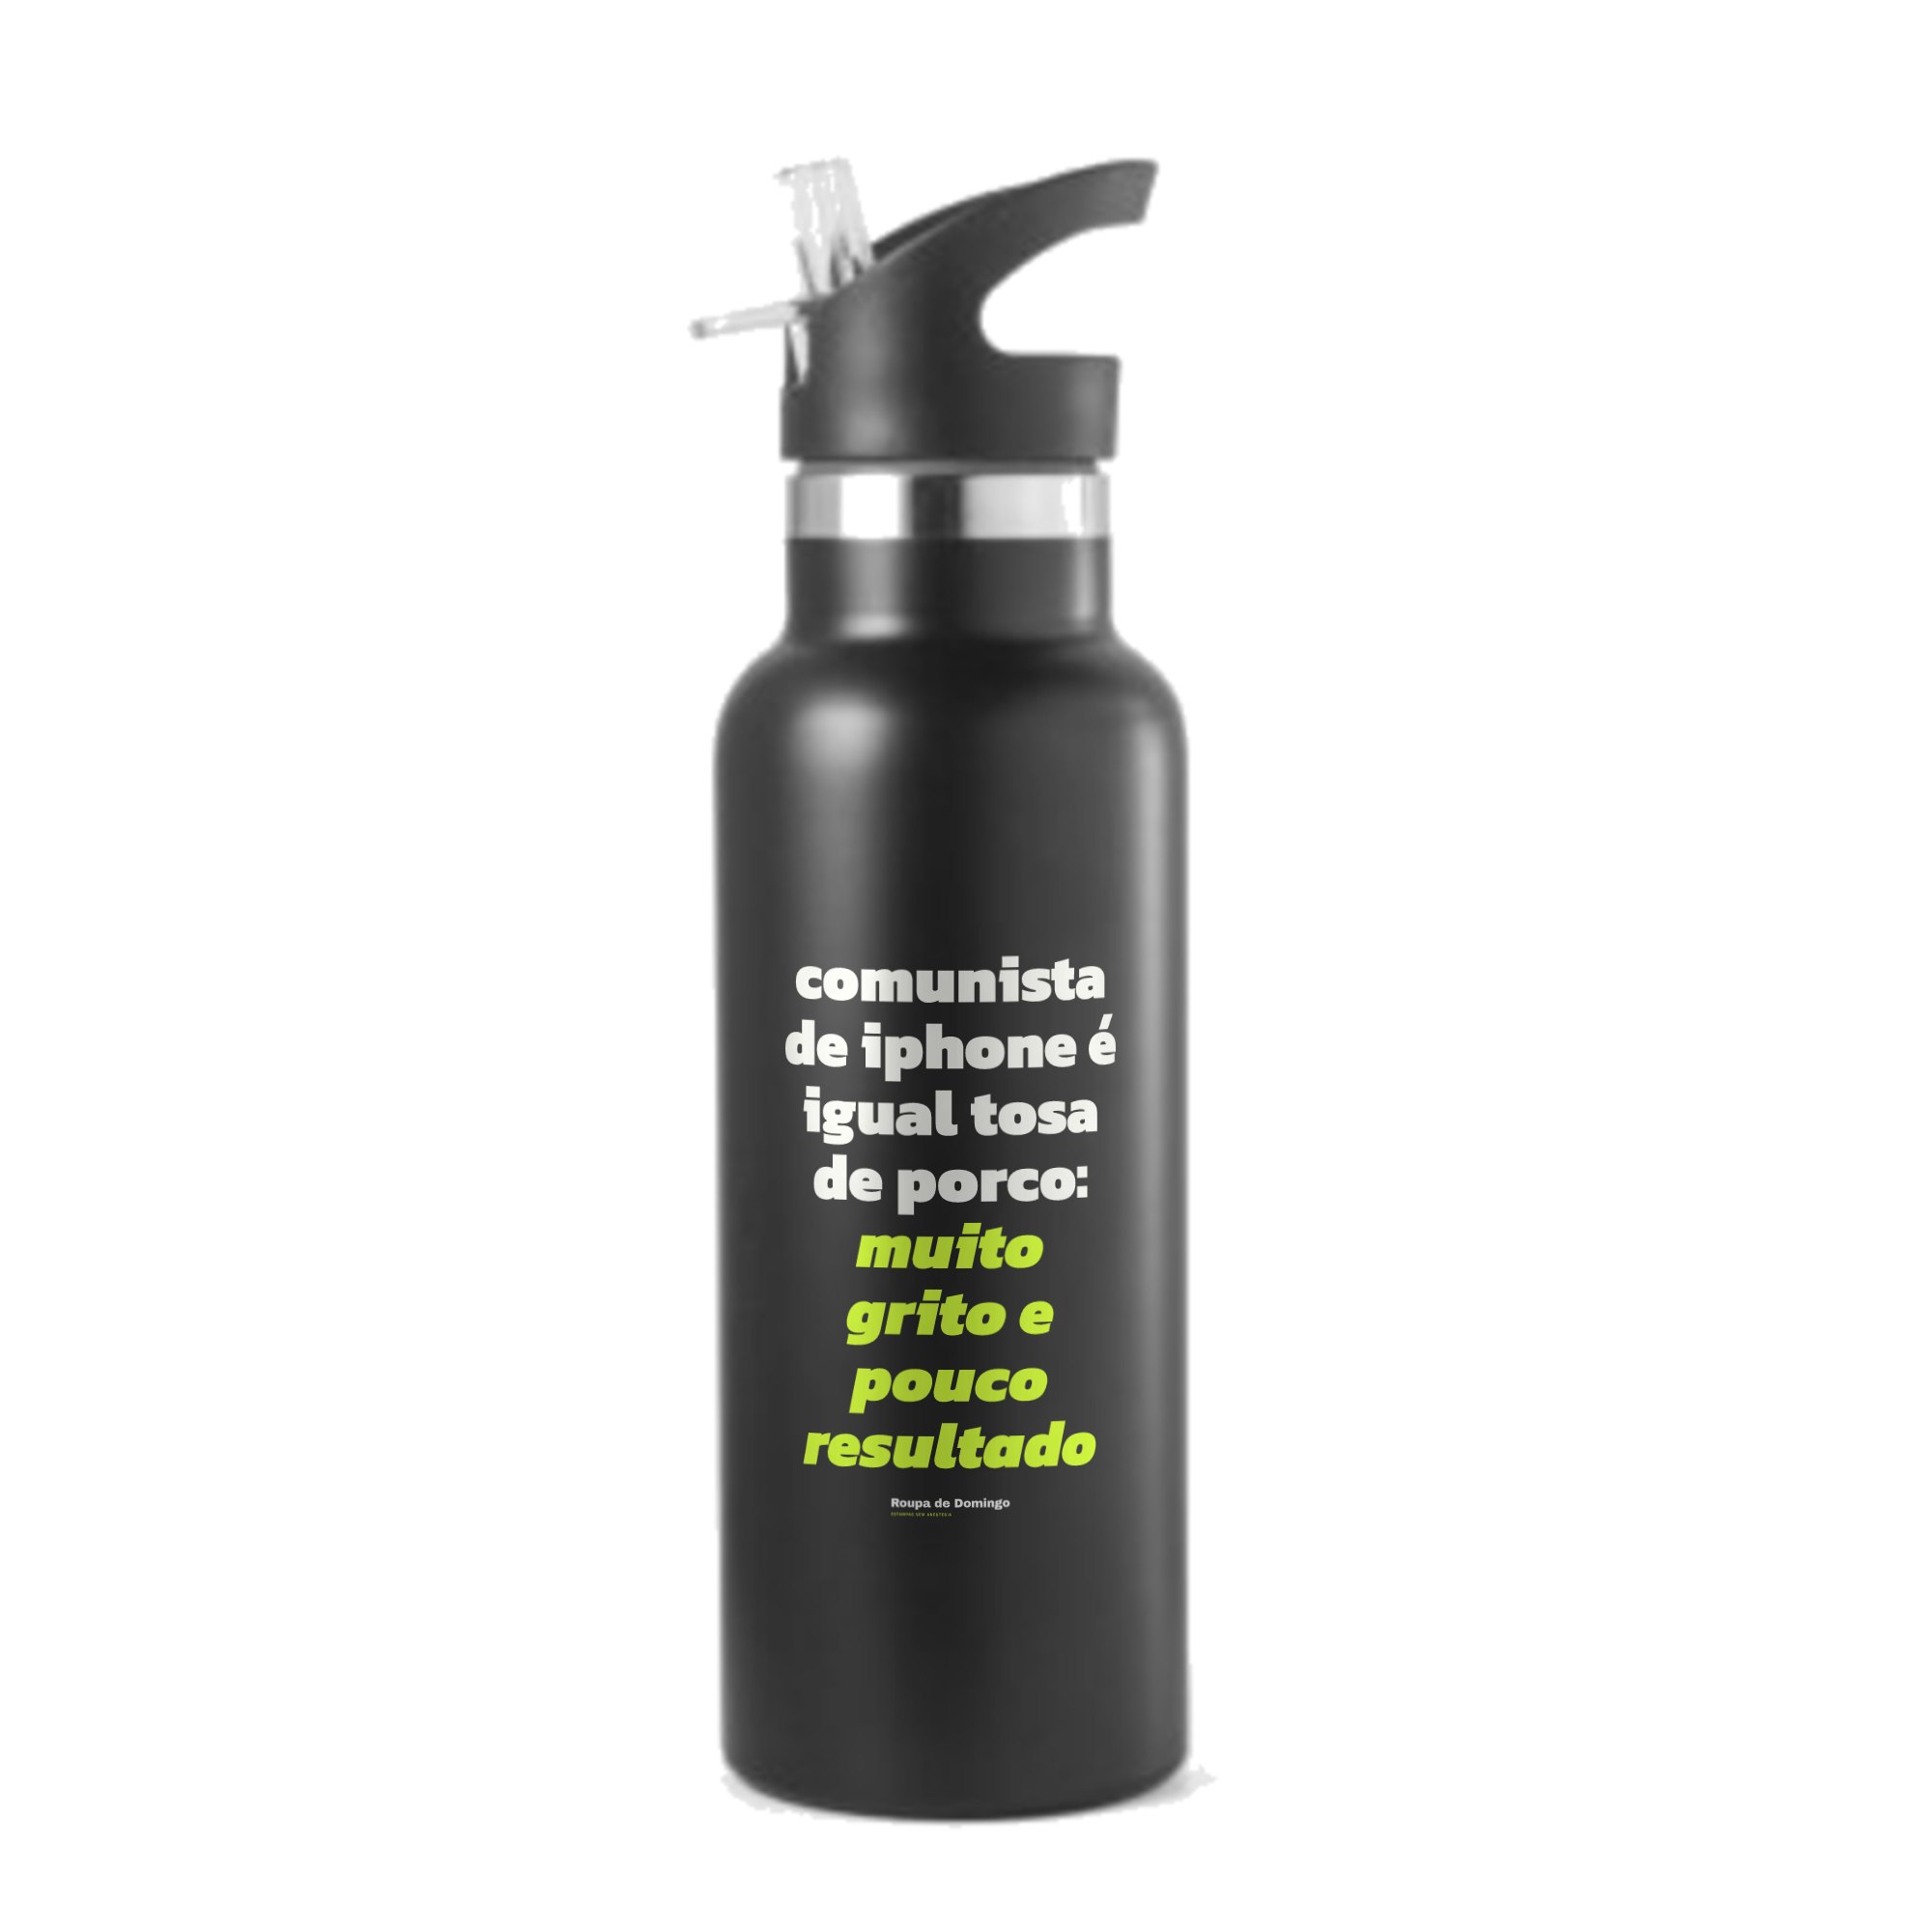 comunista
de iphone é
igual tosa
de porco:
muito
grito e
pouco
resultado
Roupa de Domingo